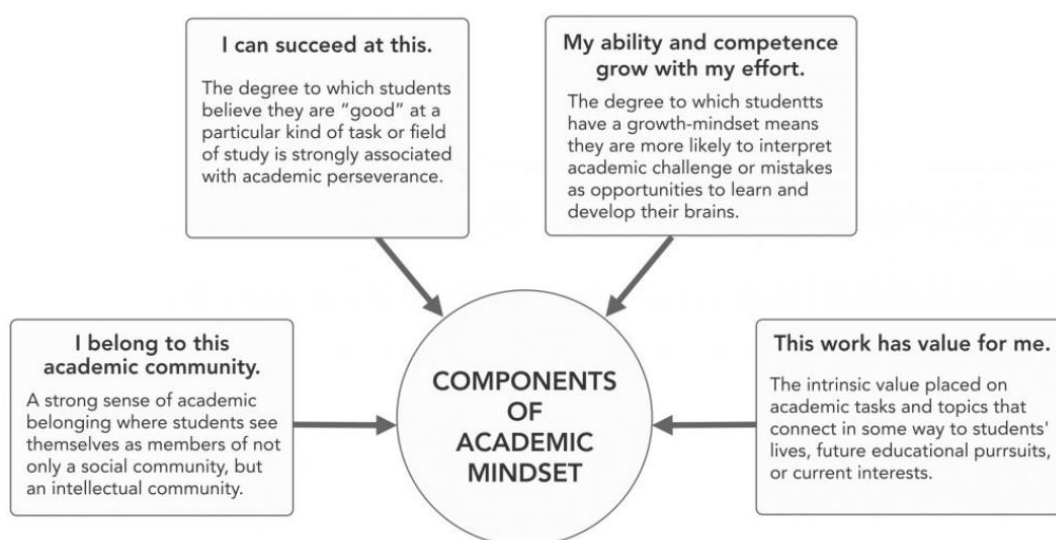 I can succeed at this.
The degree to which students
believe they are “good” at a
particular kind of task or field
of study is strongly associated
with academic perseverance.
My ability and competence
grow with my effort.
The degree to which studentts
have a growth-mindset means
they are more likely to interpret
academic challenge or mistakes
as opportunities to learn and
develop their brains.
I belong to this
academic community.
A strong sense of academic
belonging where students see
themselves as members of not
only a social community, but
an intellectual community.
COMPONENTS
OF
ACADEMIC
MINDSET
This work has value for me.
The intrinsic value placed on
academic tasks and topics that
connect in some way to students'
lives, future educational purrsuits,
or current interests.